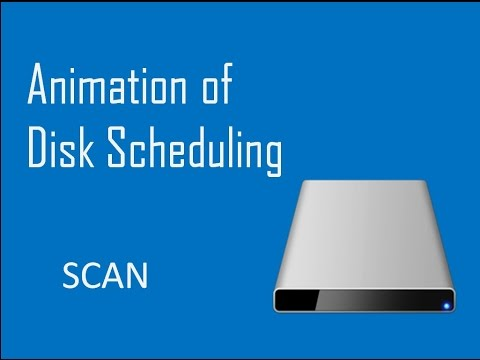 Animation of
Disk Scheduling
SCAN